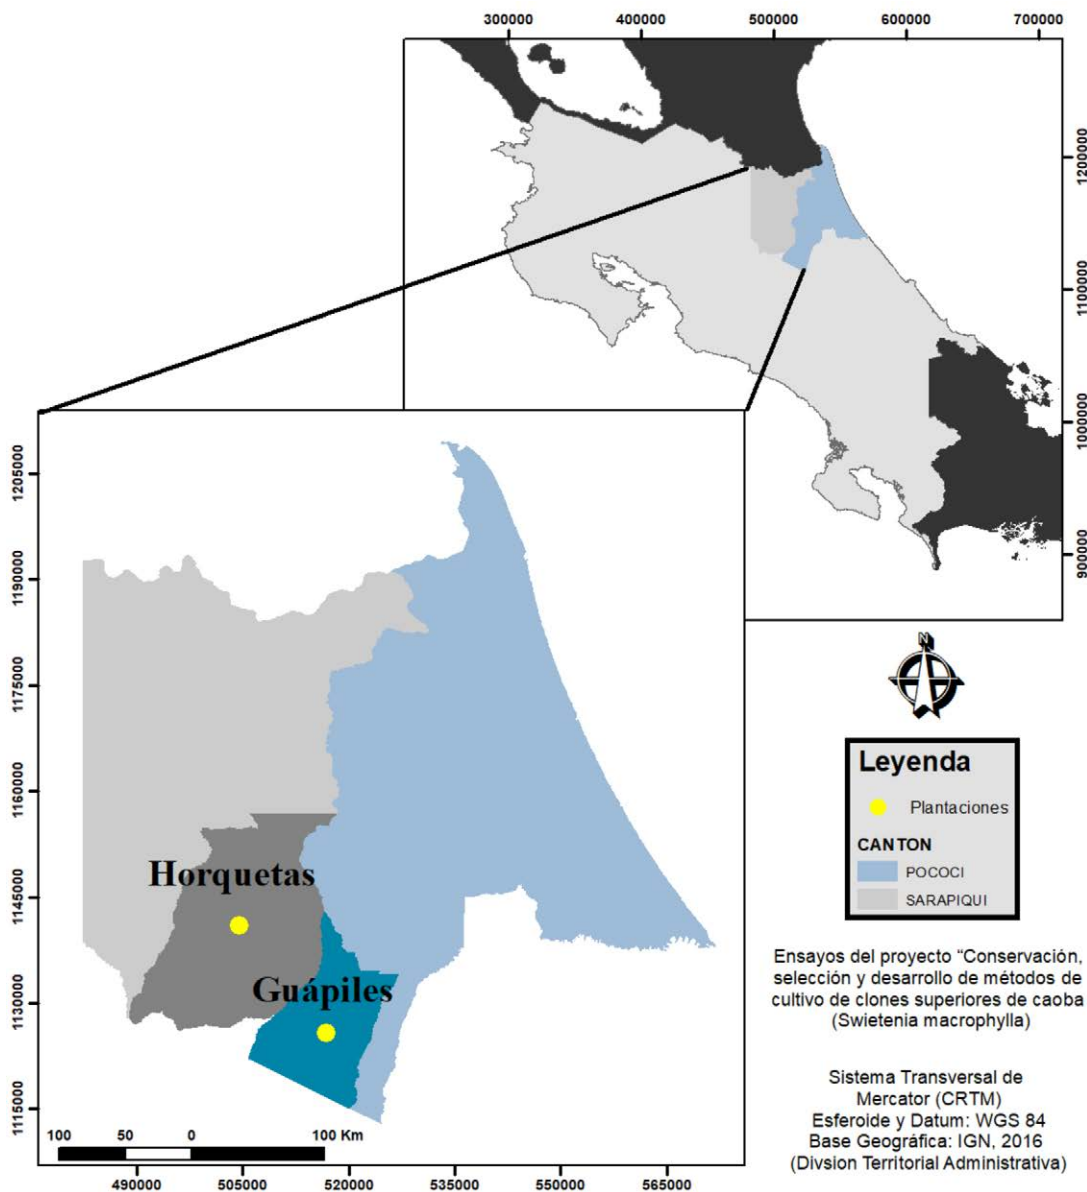 300000 400000 500000 600000 700000
1200000
1100000
1000000
900000
1205000
1190000
1175000
1160000
1145000
1130000
1115000
Horquetas
Guápiles
100 50 0 100 Km
490000 505000 520000 535000 550000 565000
N
Leyenda
Plantaciones
CANTON
POCOCI
SARAPIQUI
Ensayos del proyecto “Conservación,
selección y desarrollo de métodos de
cultivo de clones superiores de caoba
(Swietenia macrophylla)
Sistema Transversal de
Mercator (CRTM)
Esferoide y Datum: WGS 84
Base Geográfica: IGN, 2016
(Divsion Territorial Administrativa)